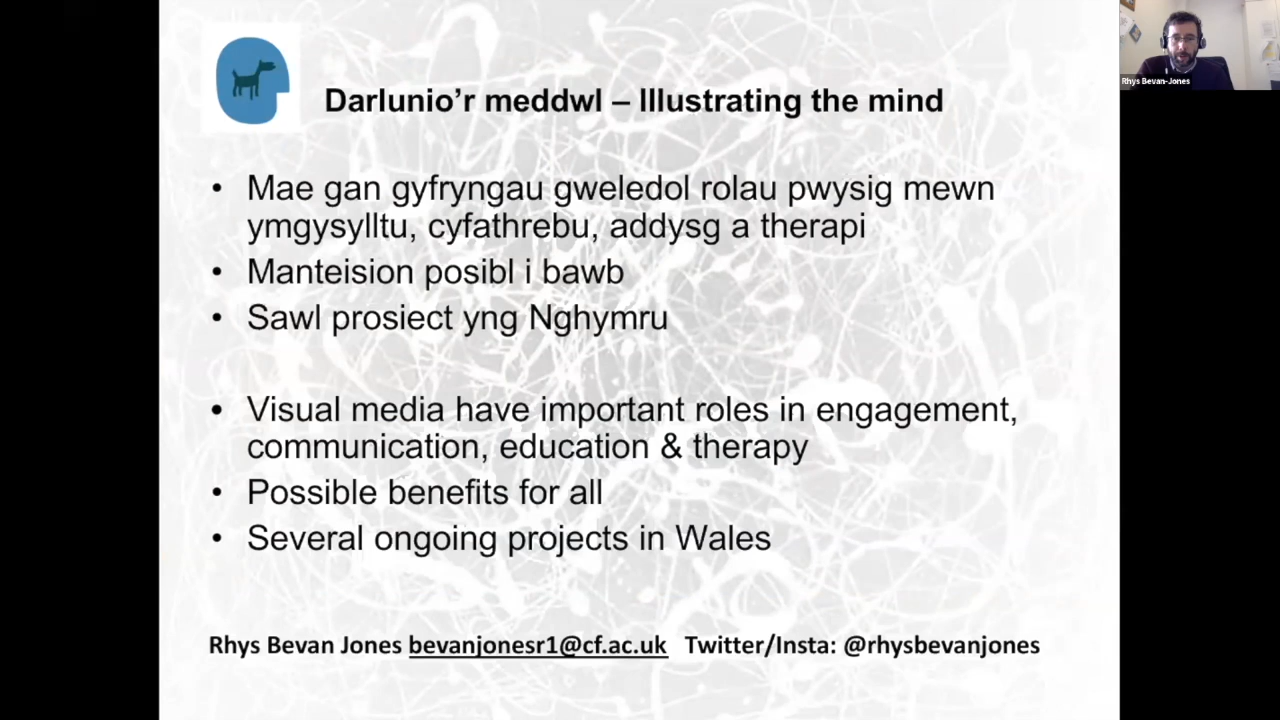 Darlunio’r meddwl – Illustrating the mind
• Mae gan gyfryngau gweledol rolau pwysig mewn
ymgysylltu, cyfathrebu, addysg a therapi
• Manteision posibl i bawb
• Sawl prosiect yng Nghymru
• Visual media have important roles in engagement,
communication, education & therapy
• Possible benefits for all
• Several ongoing projects in Wales
Rhys Bevan Jones bevanjonesr1@cf.ac.uk Twitter/Insta: @rhysbevanjones
Rhys Bevan-Jones